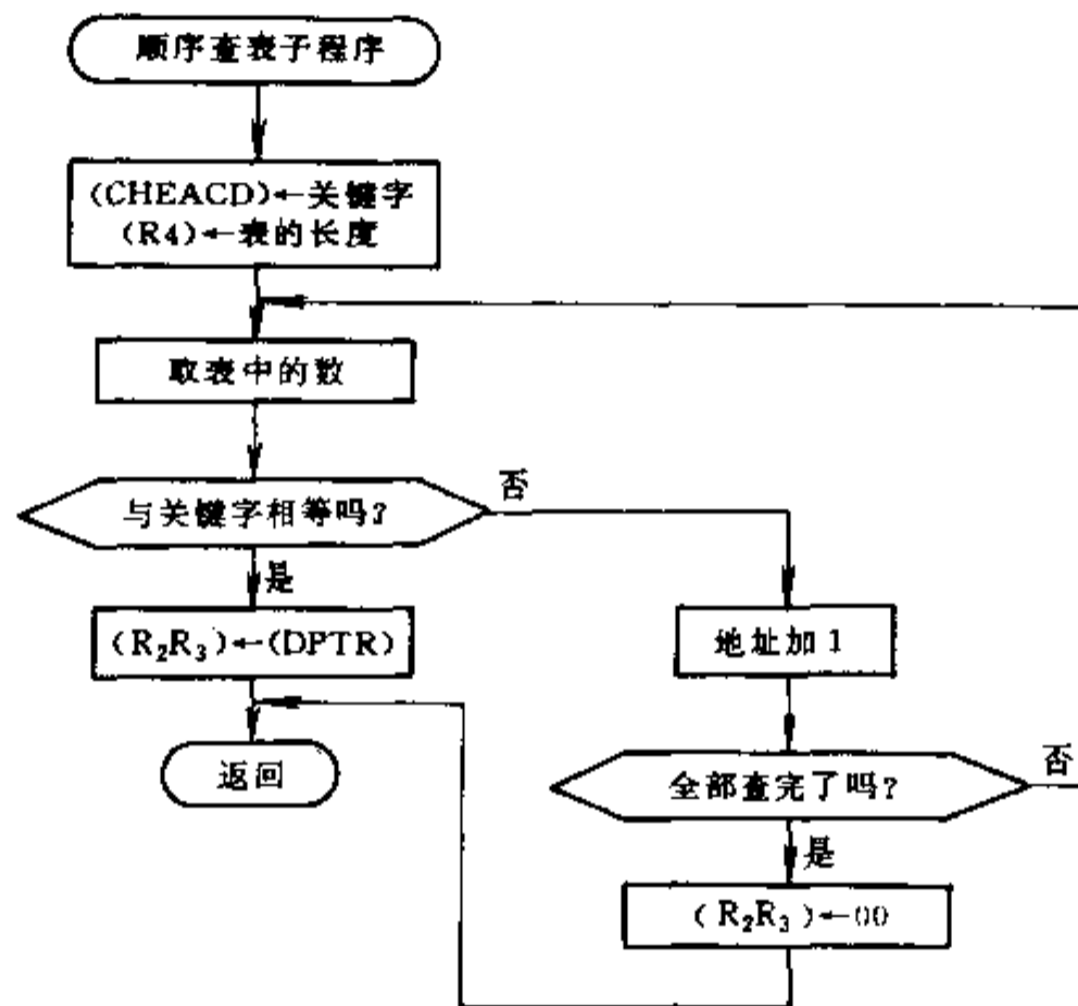 顺序查表子程序
(CHEACD)←关键字
(R4)←表的长度
取表中的数
与关键字相等吗?
否
是
(R₂R₃)←(DPTR)
地址加1
返回
全部查完了吗?
否
是
(R₂R₃)←00